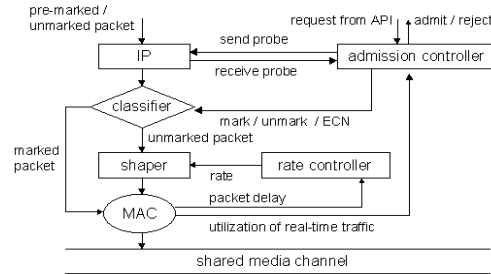 pre-marked /
unmarked packet
request from API
admit / reject
send probe
IP
admission controller
receive probe
classifier
mark / unmark / ECN
unmarked packet
marked
packet
shaper
rate
rate controller
packet delay
MAC
utilization of real-time traffic
shared media channel